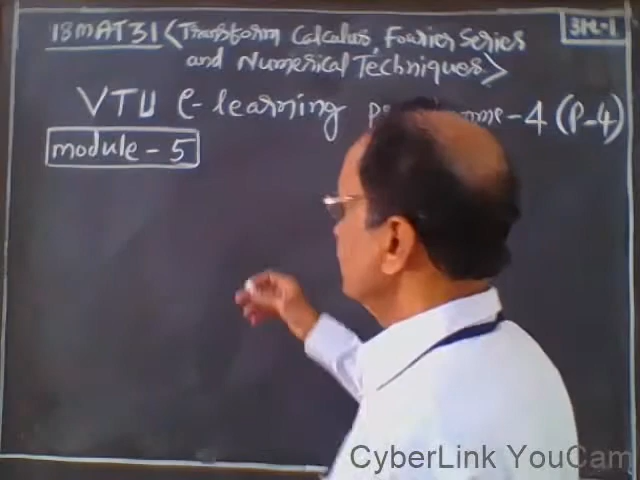 18MAT31 < Transform Calculus, Fourier Series
and Numerical Techniques >
3M-1
VTU e-learning -4 (P-4)
module - 5
CyberLink YouCam